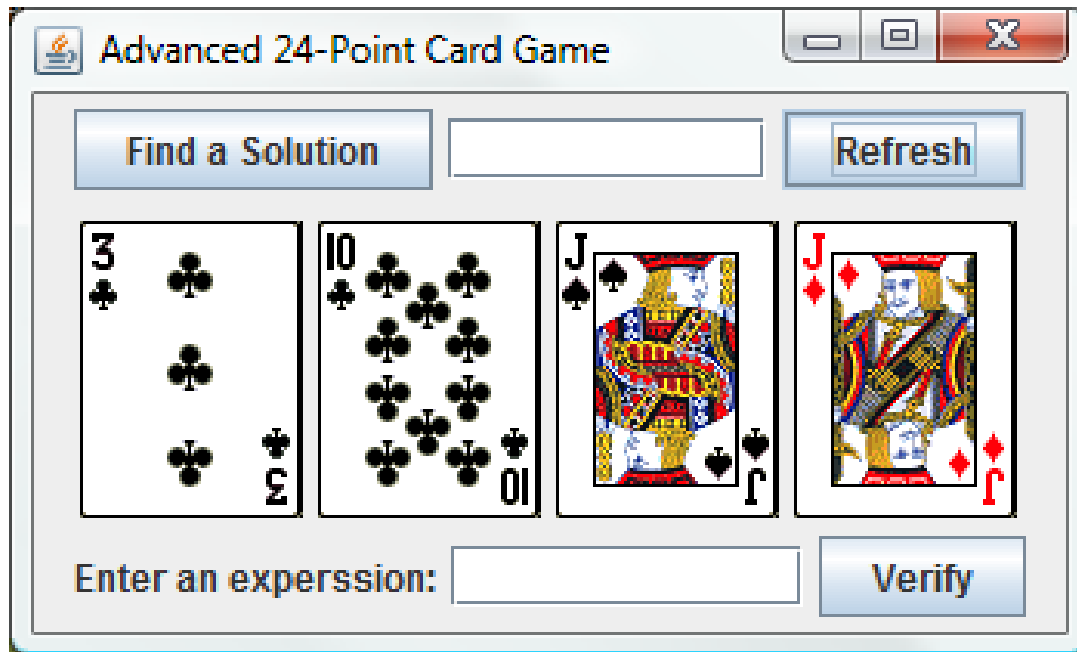 Advanced 24-Point Card Game
Find a Solution Refresh
3 10 J J
3 10 J J
Enter an experssion: Verify